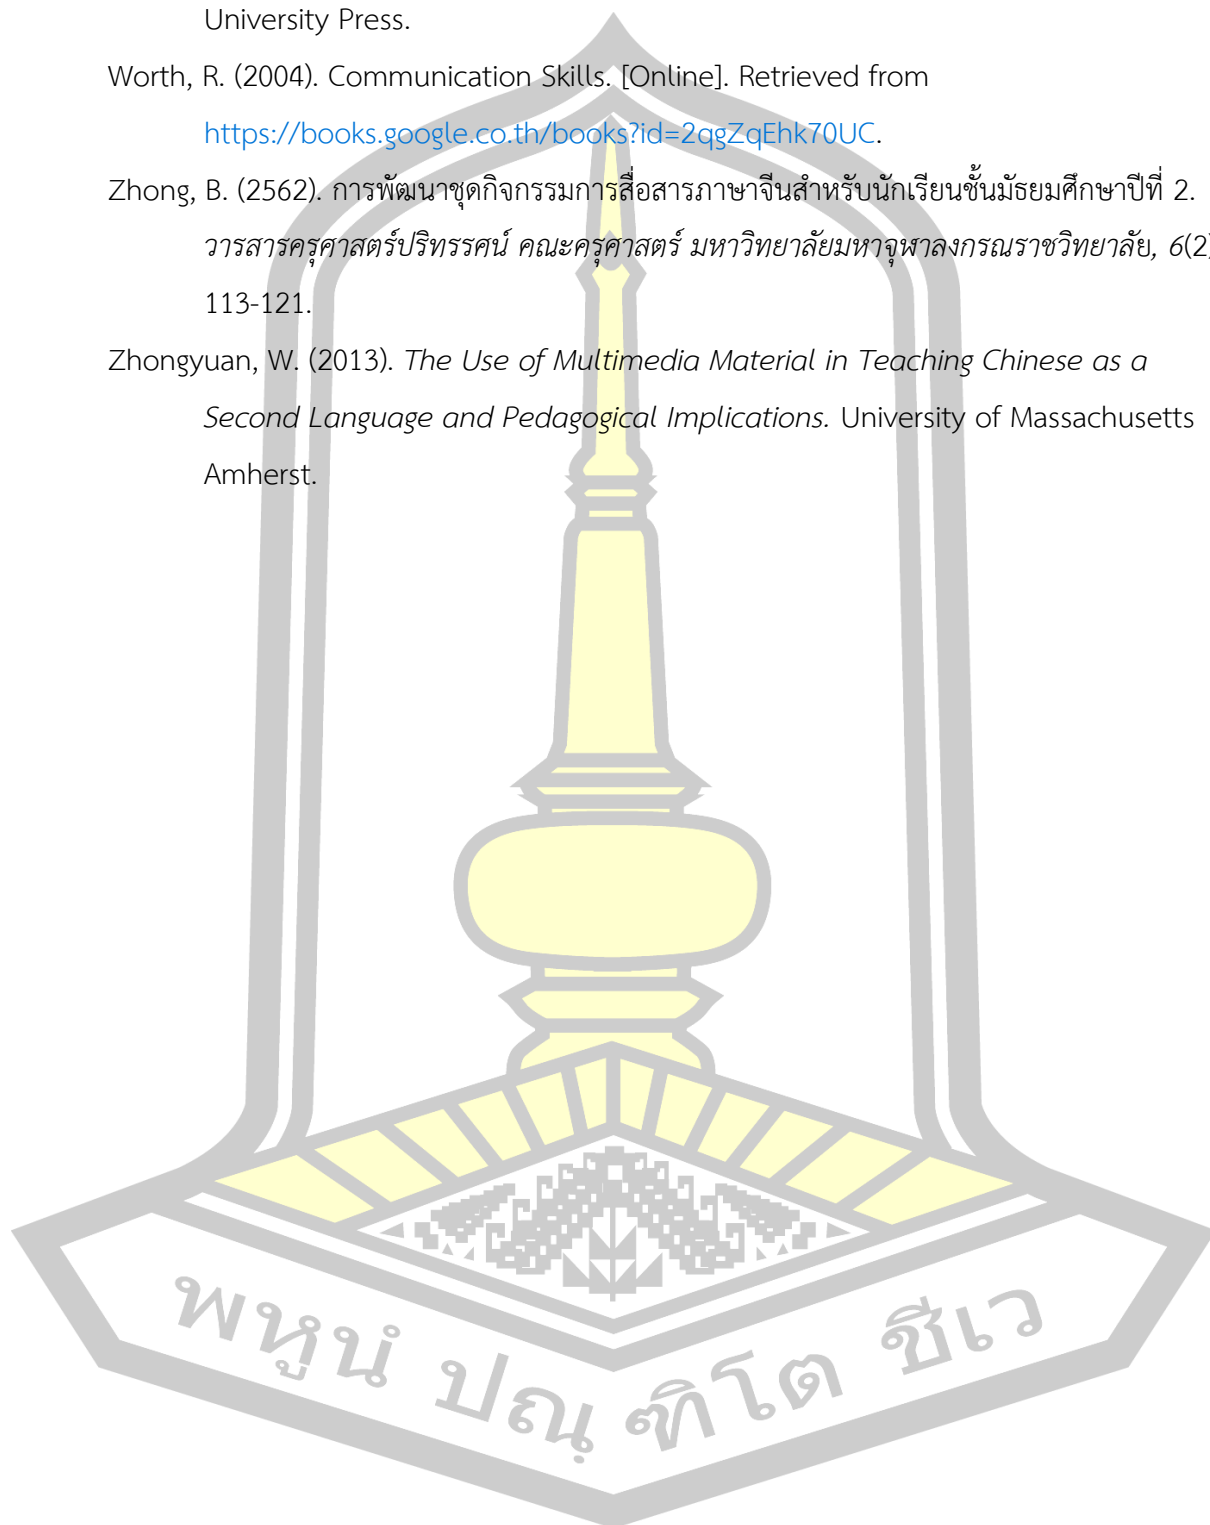 University Press.
Worth, R. (2004). Communication Skills. [Online]. Retrieved from
https://books.google.co.th/books?id=2qgZqEhk70UC.
Zhong, B. (2562). การพัฒนาชุดกิจกรรมการสื่อสารภาษาจีนสำหรับนักเรียนชั้นมัธยมศึกษาปีที่ 2.
วารสารครุศาสตร์ปริทรรศน์ คณะครุศาสตร์ มหาวิทยาลัยมหาจุฬาลงกรณราชวิทยาลัย, 6(2)
113-121.
Zhongyuan, W. (2013). The Use of Multimedia Material in Teaching Chinese as a
Second Language and Pedagogical Implications. University of Massachusetts
Amherst.
พหูนํ ปณฺฑิโต ชีเว